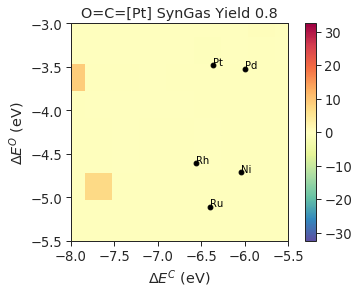 O=C=[Pt] SynGas Yield 0.8
−3.0
−3.5
−4.0
−4.5
−5.0
−5.5
ΔE^O (eV)
Pt
Pd
Rh
Ni
Ru
−8.0 −7.5 −7.0 −6.5 −6.0 −5.5
ΔE^C (eV)
30
20
10
0
−10
−20
−30